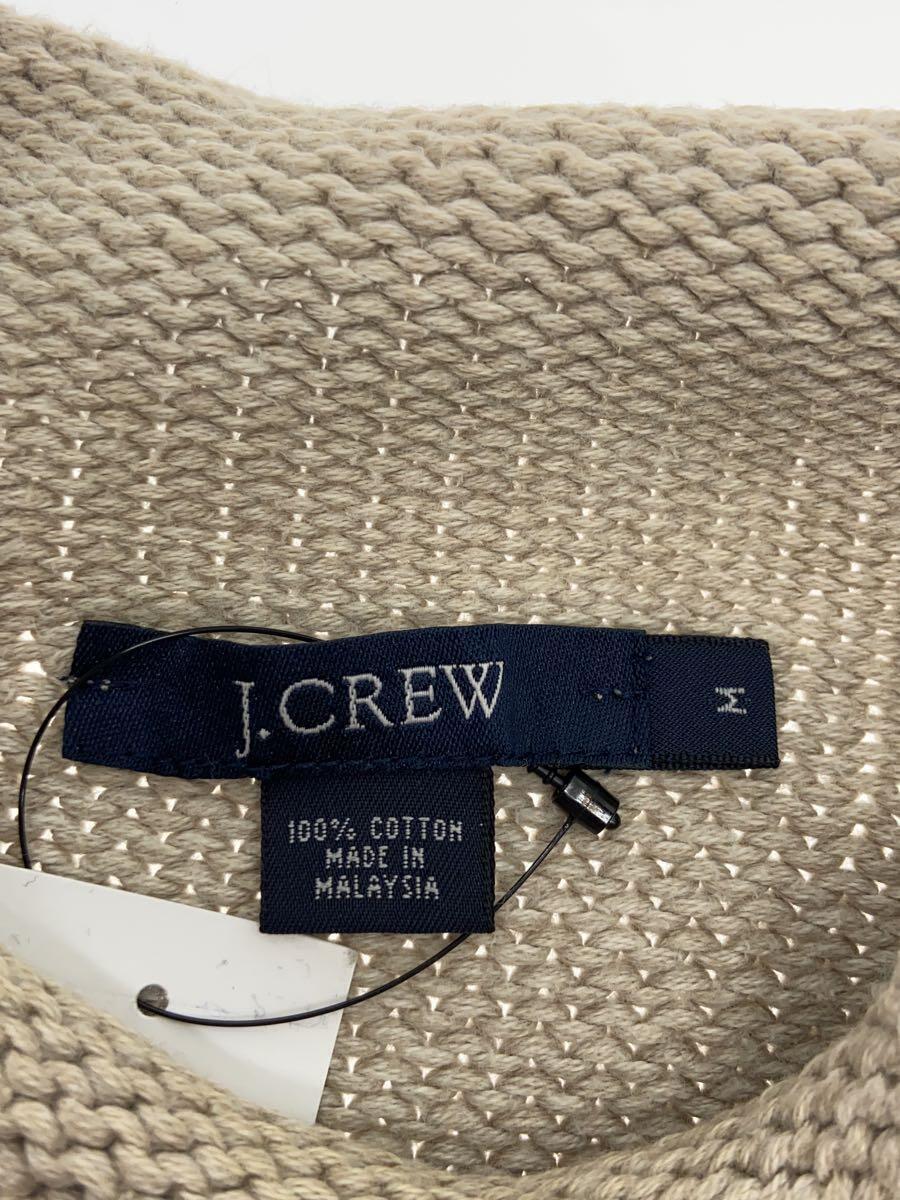 J.CREW
M
100% COTTON
MADE IN
MALAYSIA